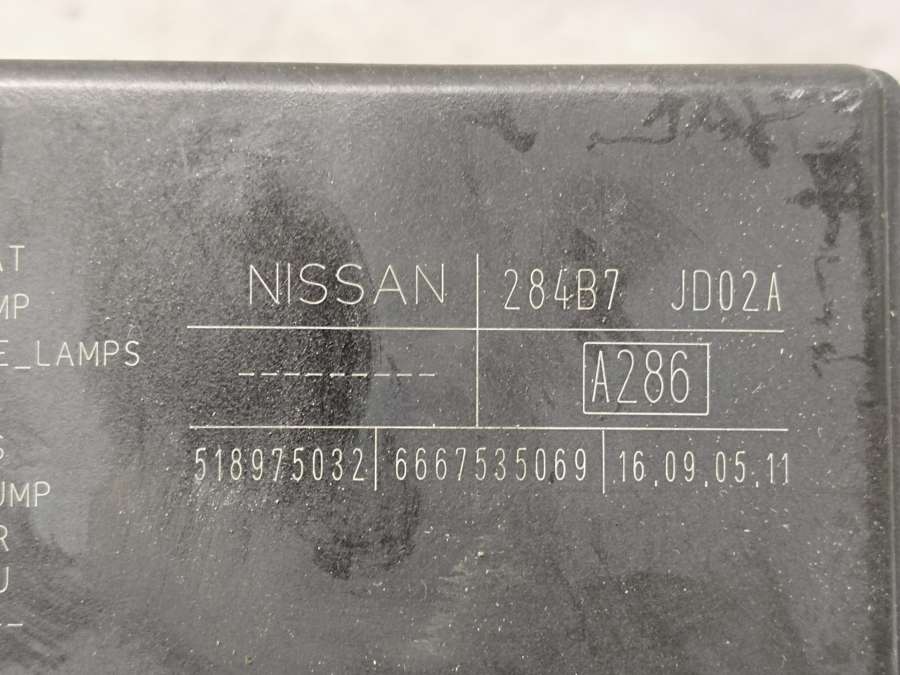 AT
MP
E_LAMPS
UMP
R
U
--
NISSAN 284B7 JD02A
--------- A286
518975032 6667535069 16.09.05.11